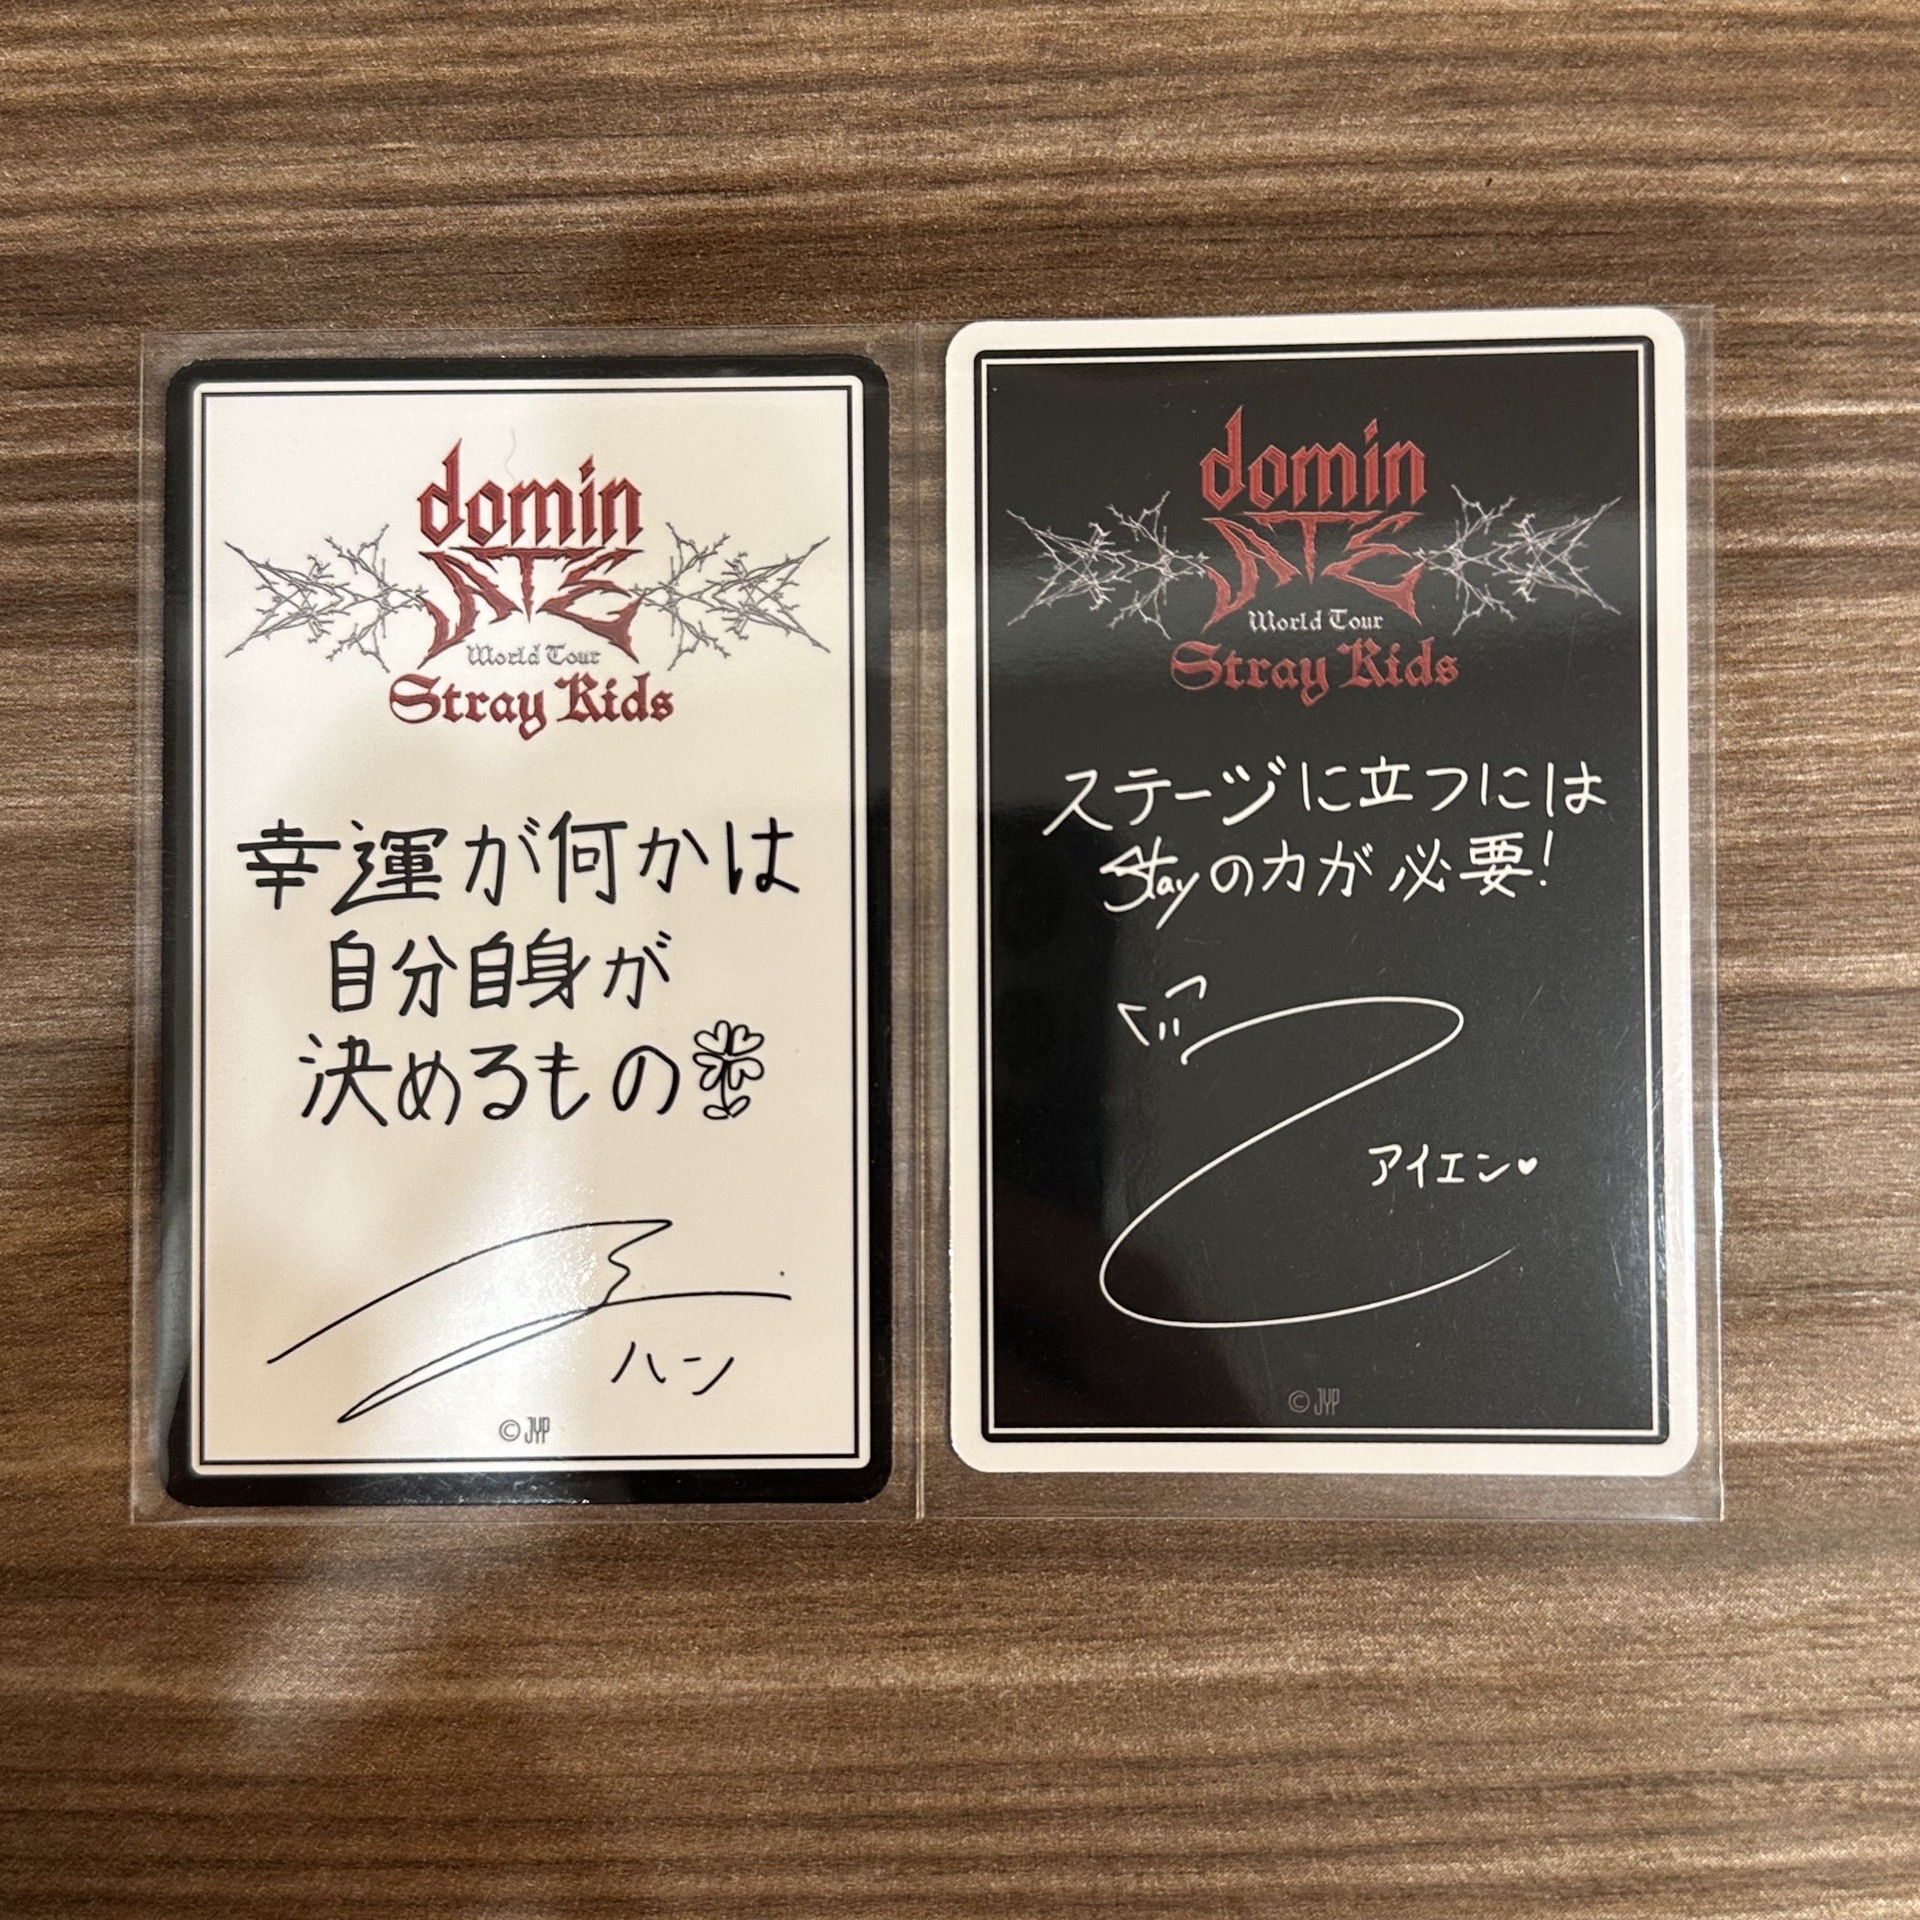 domin
ATE
World Tour
Stray Kids
幸運が何かは
自分自身が
決めるもの
ハン
© JYP
domin
ATE
World Tour
Stray Kids
ステージに立つには
Stayの力が必要!
アイエン♥
© JYP